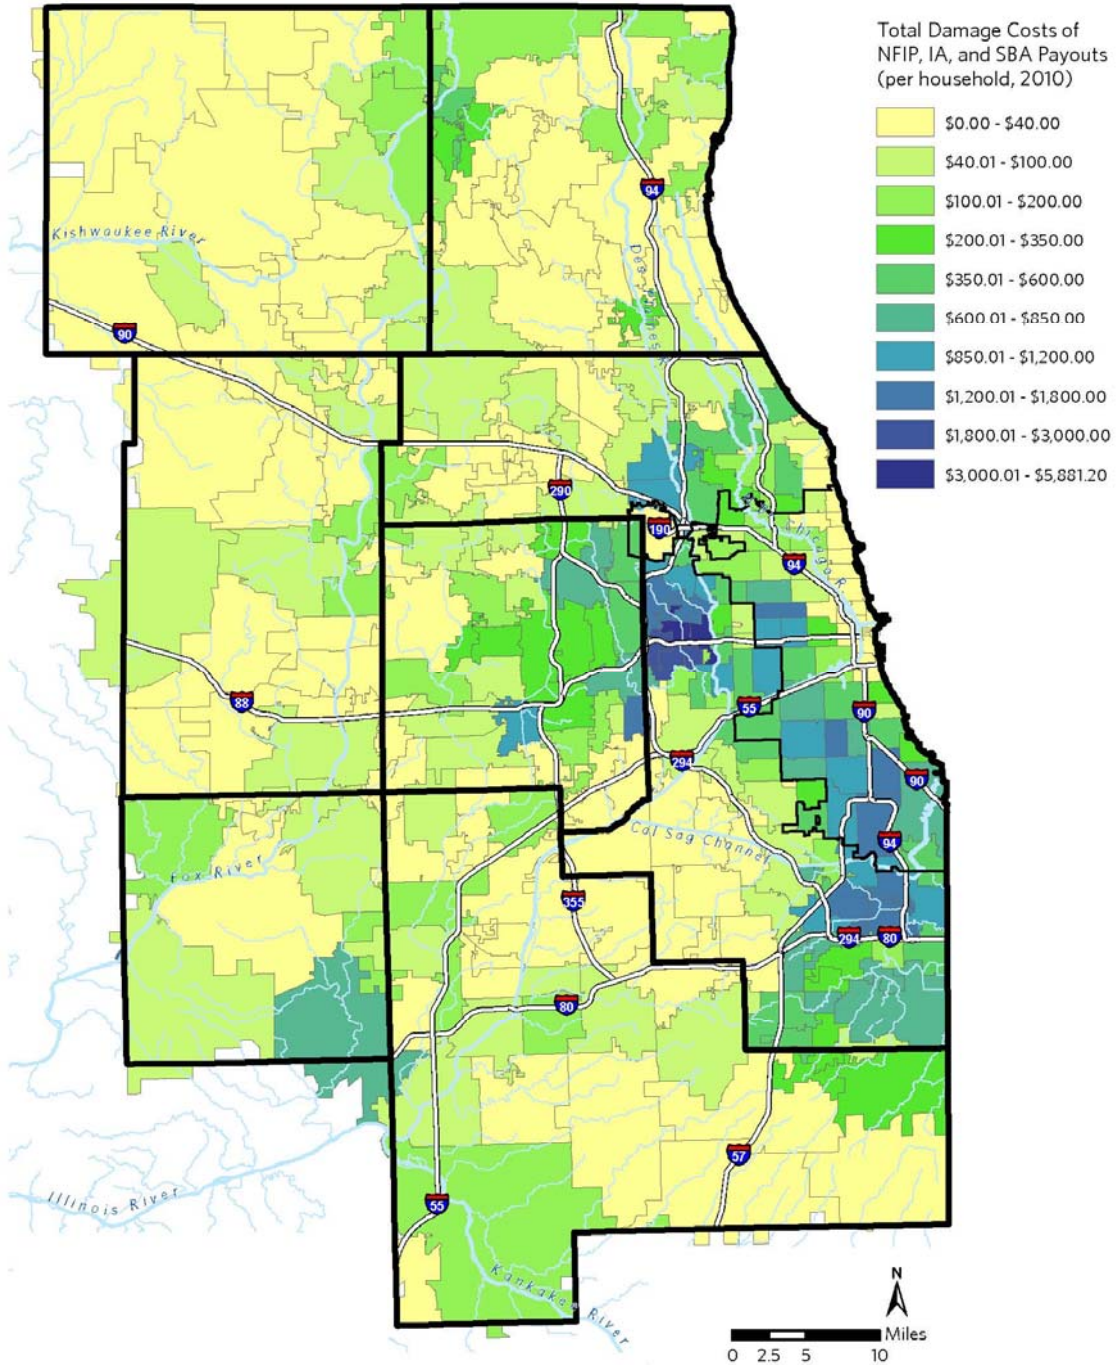 Total Damage Costs of
NFIP, IA, and SBA Payouts
(per household, 2010)
$0.00 - $40.00
$40.01 - $100.00
$100.01 - $200.00
$200.01 - $350.00
$350.01 - $600.00
$600.01 - $850.00
$850.01 - $1,200.00
$1,200.01 - $1,800.00
$1,800.01 - $3,000.00
$3,000.01 - $5,881.20
94
Kishwaukee River
90
290
190
Chicago R
94
88
55
90
294
90
Cal Sag Channel
94
Fox River
355
294
80
80
57
Illinois River
55
Kankakee River
N
Miles
0 2.5 5 10